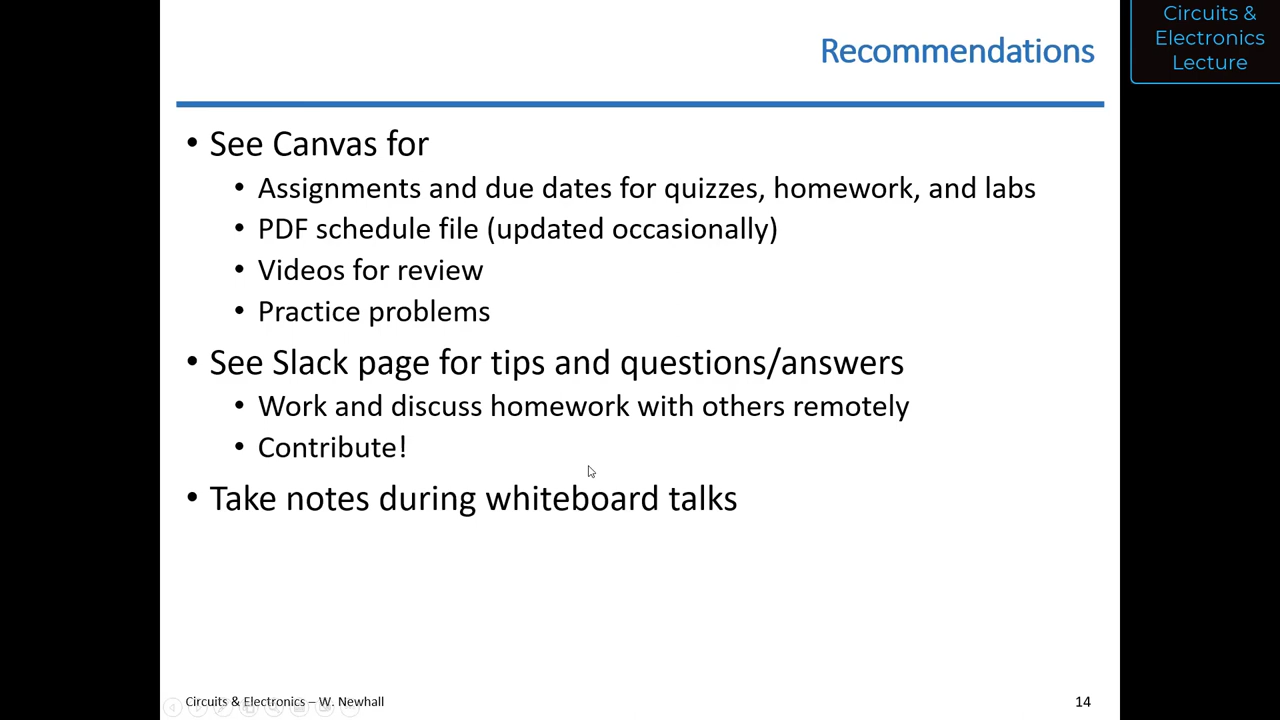 Circuits &
Electronics
Lecture
Recommendations
• See Canvas for
• Assignments and due dates for quizzes, homework, and labs
• PDF schedule file (updated occasionally)
• Videos for review
• Practice problems
• See Slack page for tips and questions/answers
• Work and discuss homework with others remotely
• Contribute!
• Take notes during whiteboard talks
Circuits & Electronics – W. Newhall
14